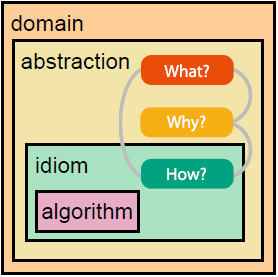 domain
abstraction
What?
Why?
idiom
How?
algorithm